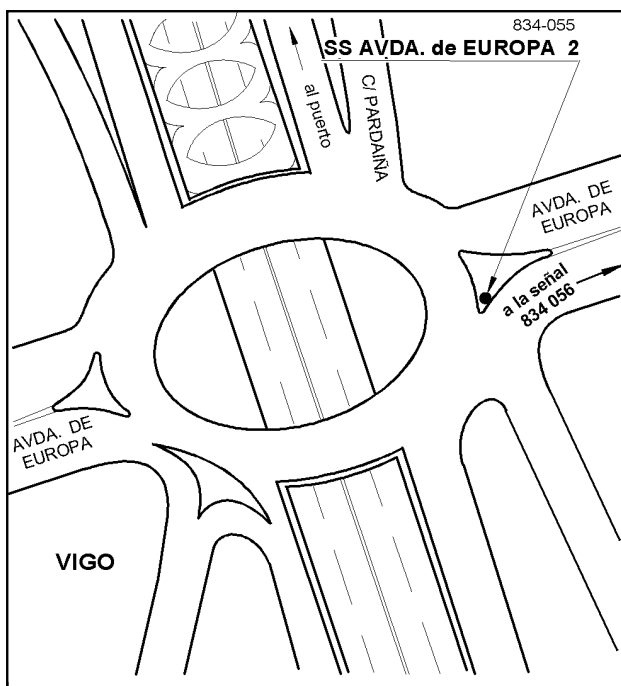 834-055
SS AVDA. de EUROPA 2
al puerto
C/ PARDAIÑA
AVDA. DE
EUROPA
a la señal
834 056
AVDA. DE
EUROPA
VIGO